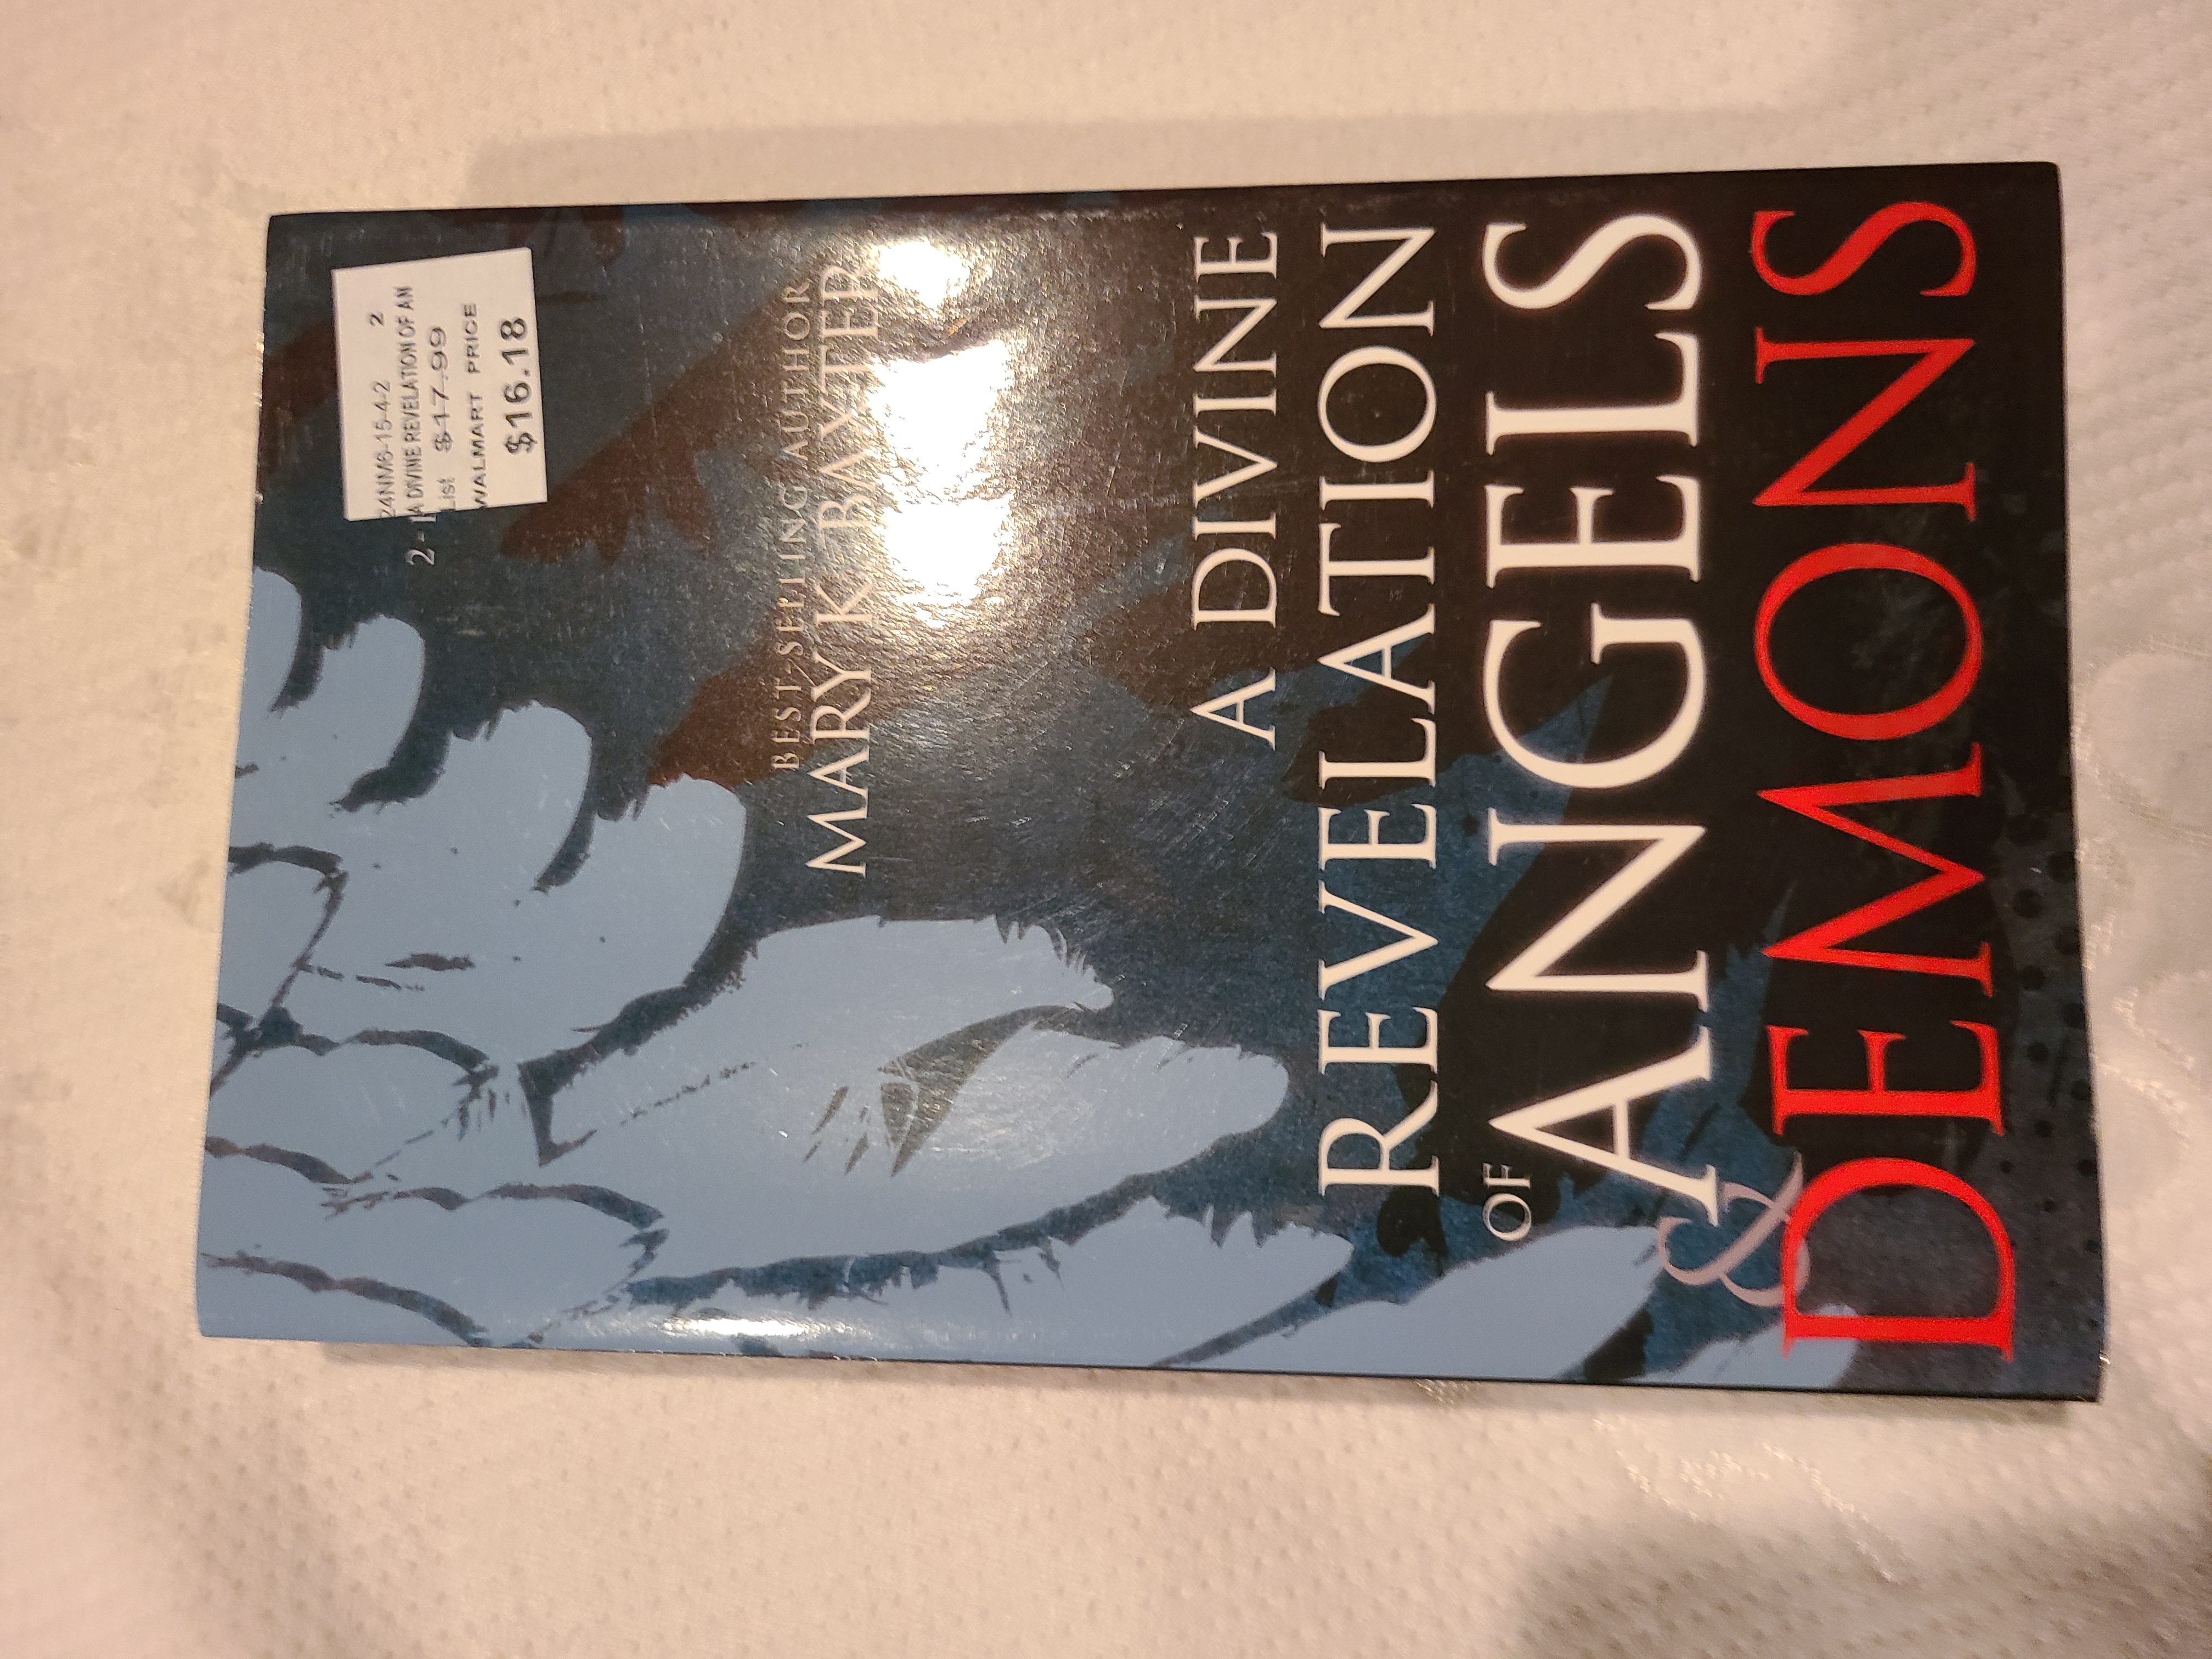 24NM6-15-4-2 2
2-
A DIVINE REVELATION OF AN
List $17.99
WALMART PRICE
$16.18
BEST-SELLING AUTHOR
MARY K. BAXTER
A DIVINE
REVELATION
OF ANGELS
&
DEMONS